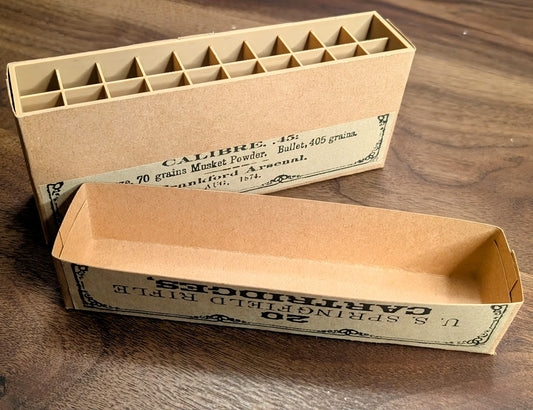 CALIBRE. .45:
70 grains Musket Powder. Bullet, 405 grains.
Frankford Arsenal.
AUG. 1874.
20
U. S. SPRINGFIELD RIFLE
CARTRIDGES,